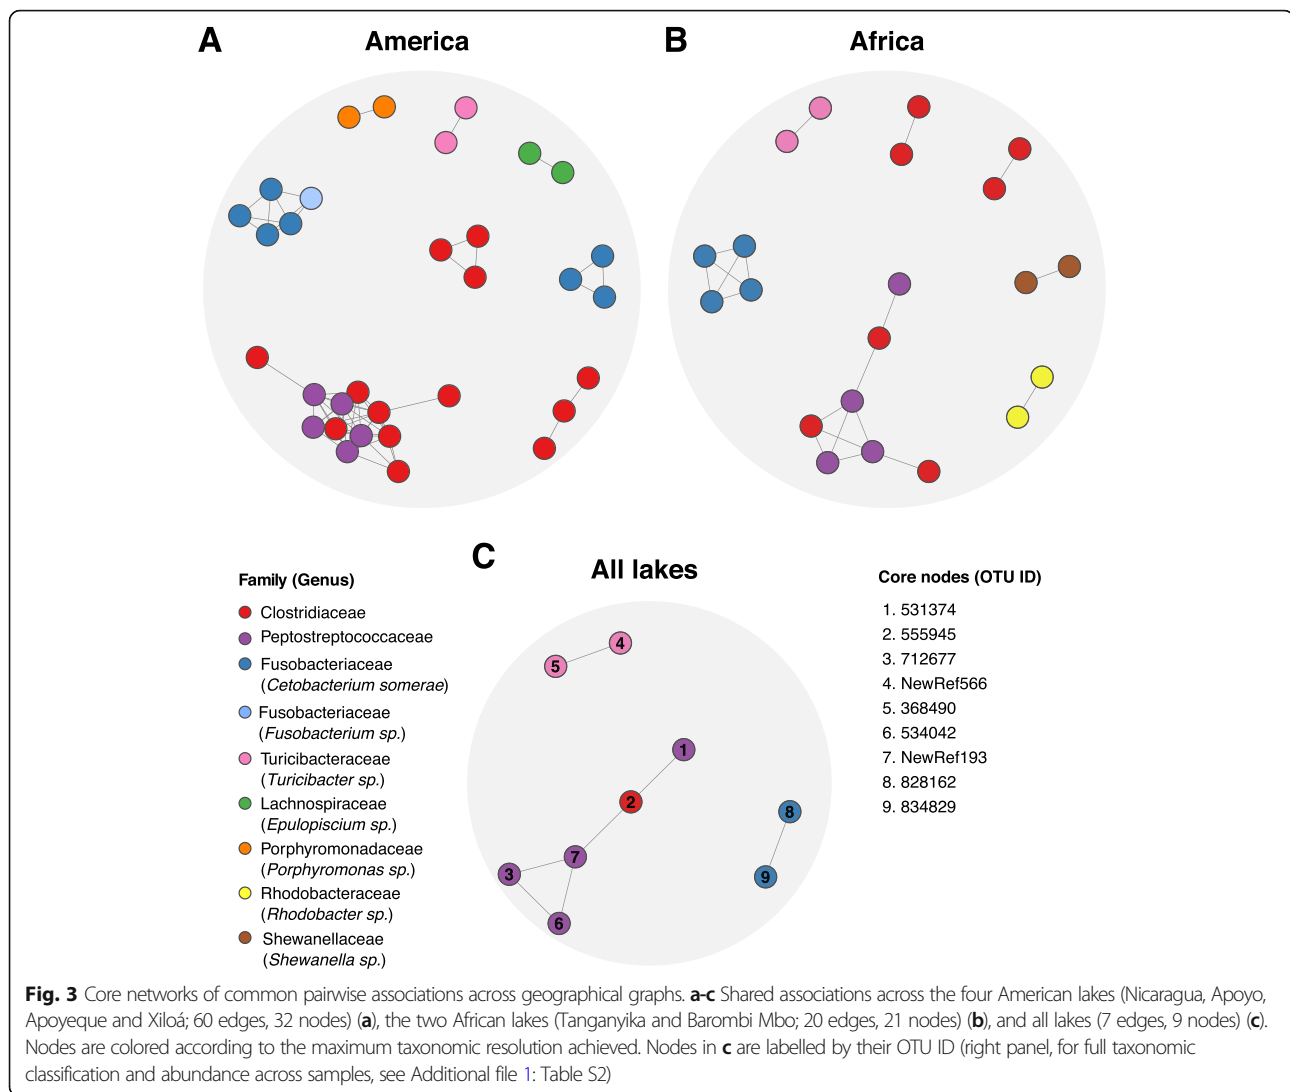 A
America
B
Africa
C
All lakes
Family (Genus)
Clostridiaceae
Peptostreptococcaceae
Fusobacteriaceae
(Cetobacterium somerae)
Fusobacteriaceae
(Fusobacterium sp.)
Turicibacteraceae
(Turicibacter sp.)
Lachnospiraceae
(Epulopiscium sp.)
Porphyromonadaceae
(Porphyromonas sp.)
Rhodobacteraceae
(Rhodobacter sp.)
Shewanellaceae
(Shewanella sp.)
4
5
1
2
8
7
3
9
6
Core nodes (OTU ID)
1. 531374
2. 555945
3. 712677
4. NewRef566
5. 368490
6. 534042
7. NewRef193
8. 828162
9. 834829
Fig. 3 Core networks of common pairwise associations across geographical graphs. a-c Shared associations across the four American lakes (Nicaragua, Apoyo,
Apoyeque and Xiloá; 60 edges, 32 nodes) (a), the two African lakes (Tanganyika and Barombi Mbo; 20 edges, 21 nodes) (b), and all lakes (7 edges, 9 nodes) (c).
Nodes are colored according to the maximum taxonomic resolution achieved. Nodes in c are labelled by their OTU ID (right panel, for full taxonomic
classification and abundance across samples, see Additional file 1: Table S2)